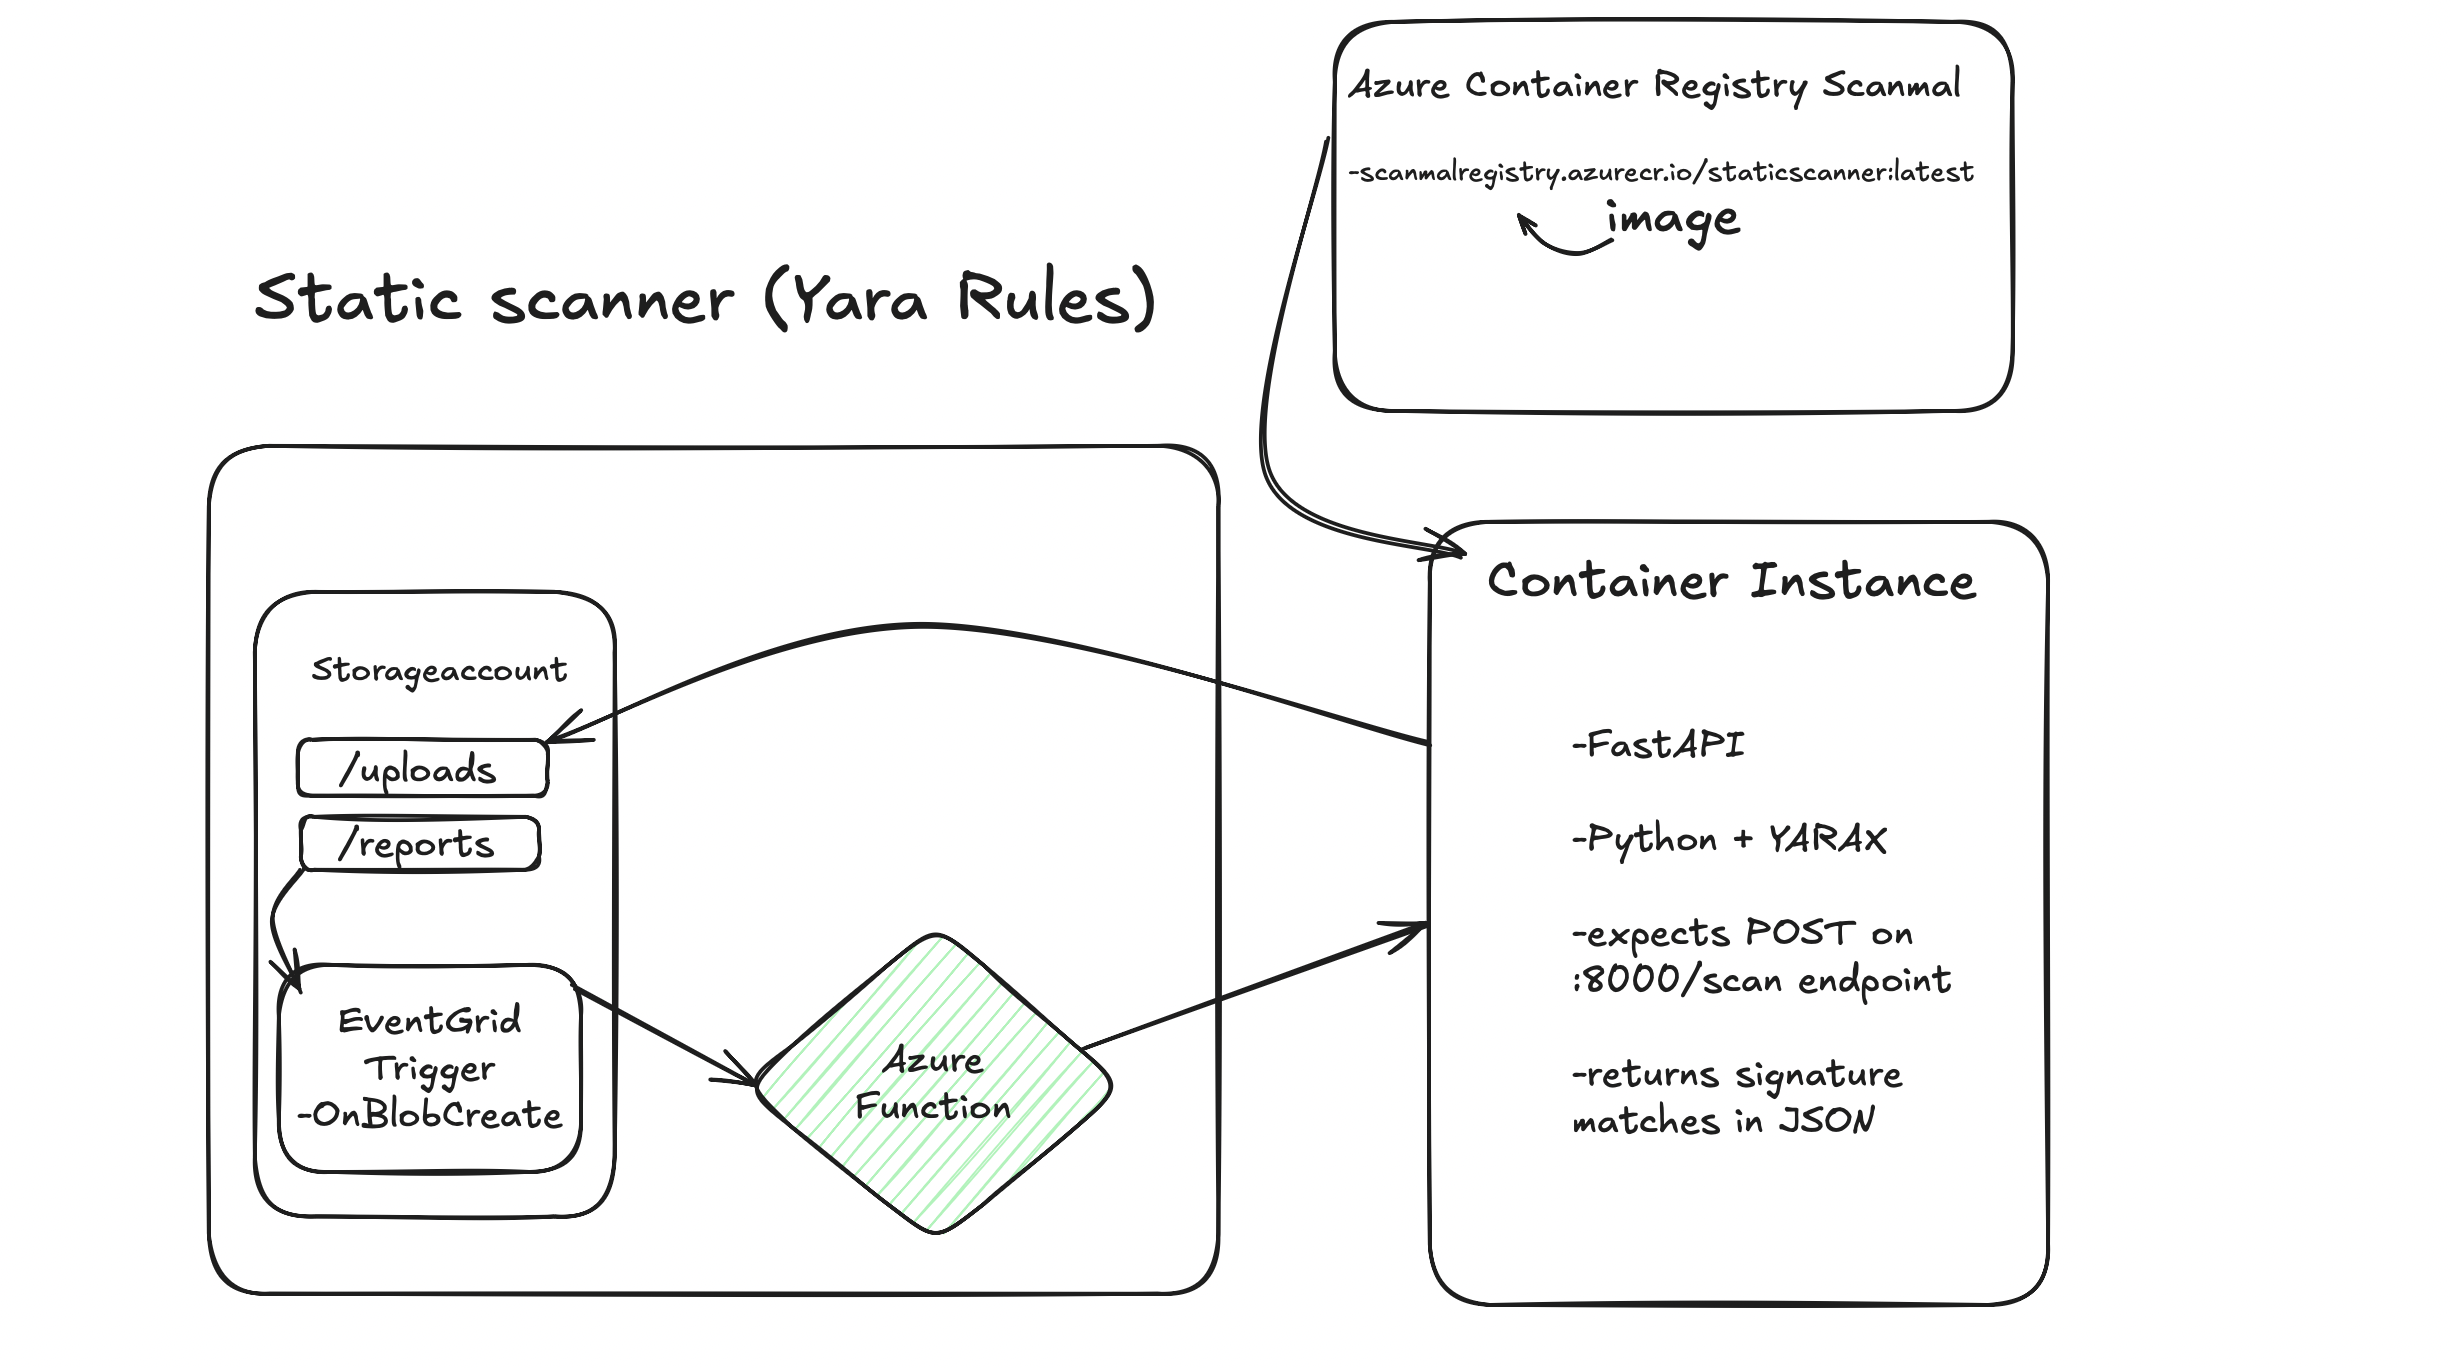 Azure Container Registry Scanmal
-scanmalregistry.azurecr.io/staticscanner:latest
image
Static scanner (Yara Rules)
Storageaccount
/uploads
/reports
EventGrid
Trigger
-OnBlobCreate
Azure
Function
Container Instance
-FastAPI
-Python + YARAX
-expects POST on
:8000/scan endpoint
-returns signature
matches in JSON